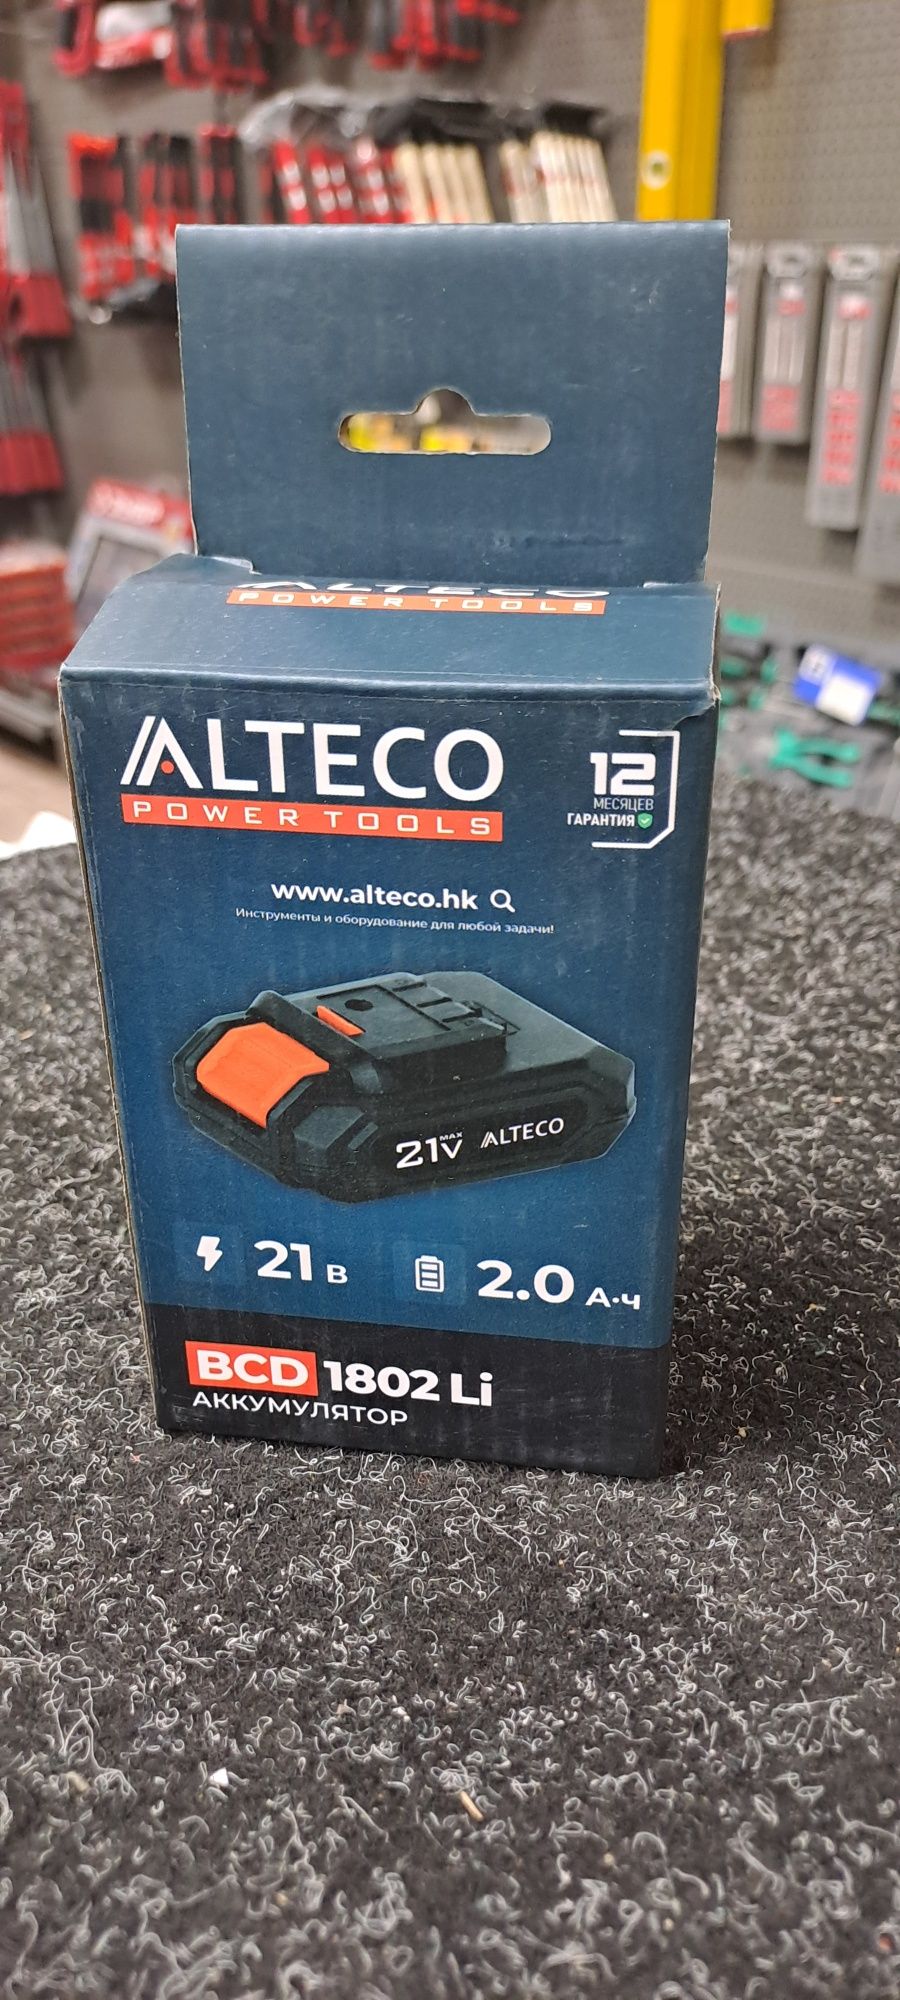 ALTECO
POWER TOOLS
ALTECO
POWER TOOLS
12
МЕСЯЦЕВ
ГАРАНТИЯ
www.alteco.hk
Инструменты и оборудование для любой задачи!
21V MAX ALTECO
21 В
2.0 А·ч
BCD 1802 Li
АККУМУЛЯТОР